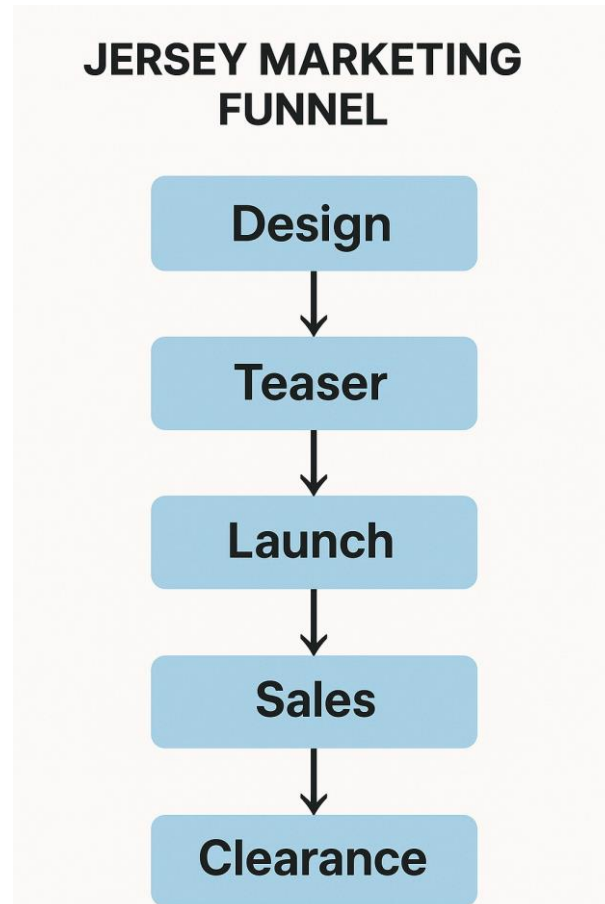 JERSEY MARKETING
FUNNEL
Design
Teaser
Launch
Sales
Clearance